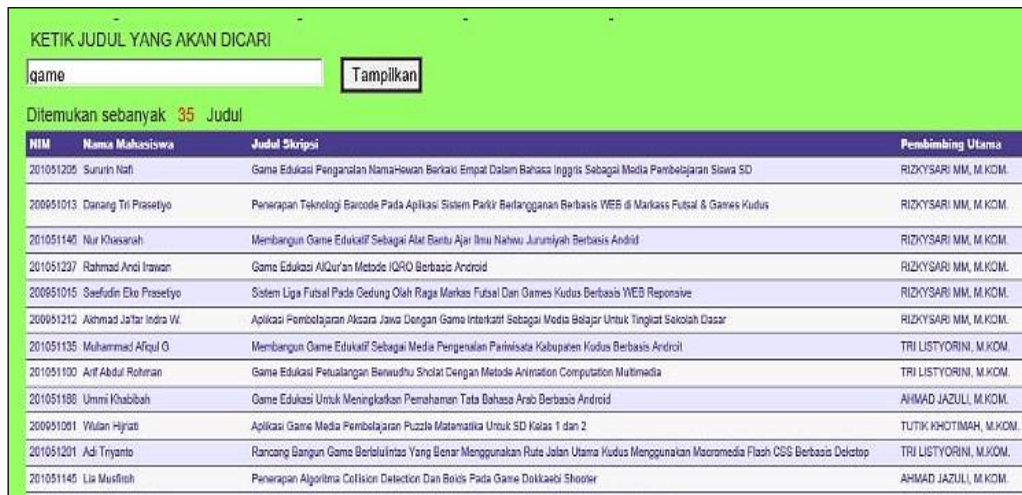 KETIK JUDUL YANG AKAN DICARI
game Tampilkan
Ditemukan sebanyak 35 Judul
NIM Nama Mahasiswa Judul Skripsi Pembimbing Utama
201051205 Sururin Nafi Game Edukasi Penganalan NamaHewan Berkaki Empat Dalam Bahasa Inggris Sebagai Media Pembelajaran Siswa SD RIZKYSARI MM, M.KOM.
200951013 Danang Tri Prasetiyo Penerapan Teknologi Barcode Pada Aplikasi Sistem Parkir Berlangganan Berbasis WEB di Markass Futsal & Games Kudus RIZKYSARI MM, M.KOM.
201051146 Nur Khasanah Membangun Game Edukatif Sebagai Alat Bantu Ajar Ilmu Nahwu Jurumiyah Berbasis Andrid RIZKYSARI MM, M.KOM.
201051237 Rahmad Andi Irawan Game Edukasi AlQur'an Metode IQRO Berbasis Android RIZKYSARI MM, M.KOM.
200951015 Saefudin Eko Prasetiyo Sistem Liga Futsal Pada Gedung Olah Raga Markas Futsal Dan Games Kudus Berbasis WEB Reponsive RIZKYSARI MM, M.KOM.
200951212 Akhmad Ja'far Indra W. Aplikasi Pembelajaran Aksara Jawa Dengan Game Interkatif Sebagai Media Belajar Untuk Tingkat Sekolah Dasar RIZKYSARI MM, M.KOM.
201051135 Muhammad Afiqul G Membangun Game Edukatif Sebagai Media Pengenalan Pariwisata Kabupaten Kudus Berbasis Androit TRI LISTYORINI, M.KOM.
201051100 Arif Abdul Rohman Game Edukasi Petualangan Berwudhu Sholat Dengan Metode Animation Computation Multimedia TRI LISTYORINI, M.KOM.
201051188 Ummi Khabibah Game Edukasi Untuk Meningkatkan Pemahaman Tata Bahasa Arab Berbasis Android AHMAD JAZULI, M.KOM.
200951061 Wulan Hijriati Aplikasi Game Media Pembelajaran Puzzle Matematika Untuk SD Kelas 1 dan 2 TUTIK KHOTIMAH, M.KOM.
201051201 Adi Triyanto Rancang Bangun Game Berlalulintas Yang Benar Menggunakan Rute Jalan Utama Kudus Menggunakan Macromedia Flash CSS Berbasis Dekstop TRI LISTYORINI, M.KOM.
201051145 Lia Musfiroh Penerapan Algoritma Collision Detection Dan Boids Pada Game Dokkaebi Shooter AHMAD JAZULI, M.KOM.